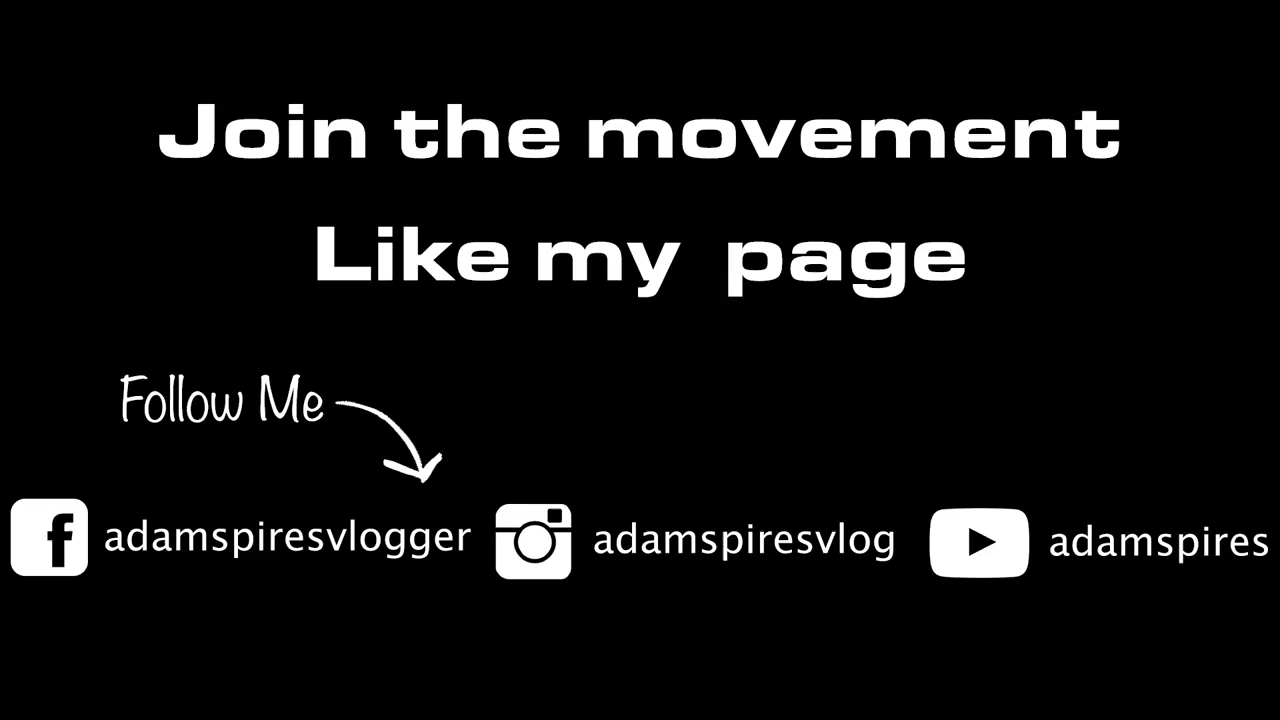 Join the movement
Like my page
Follow Me
adamspiresvlogger adamspiresvlog adamspires